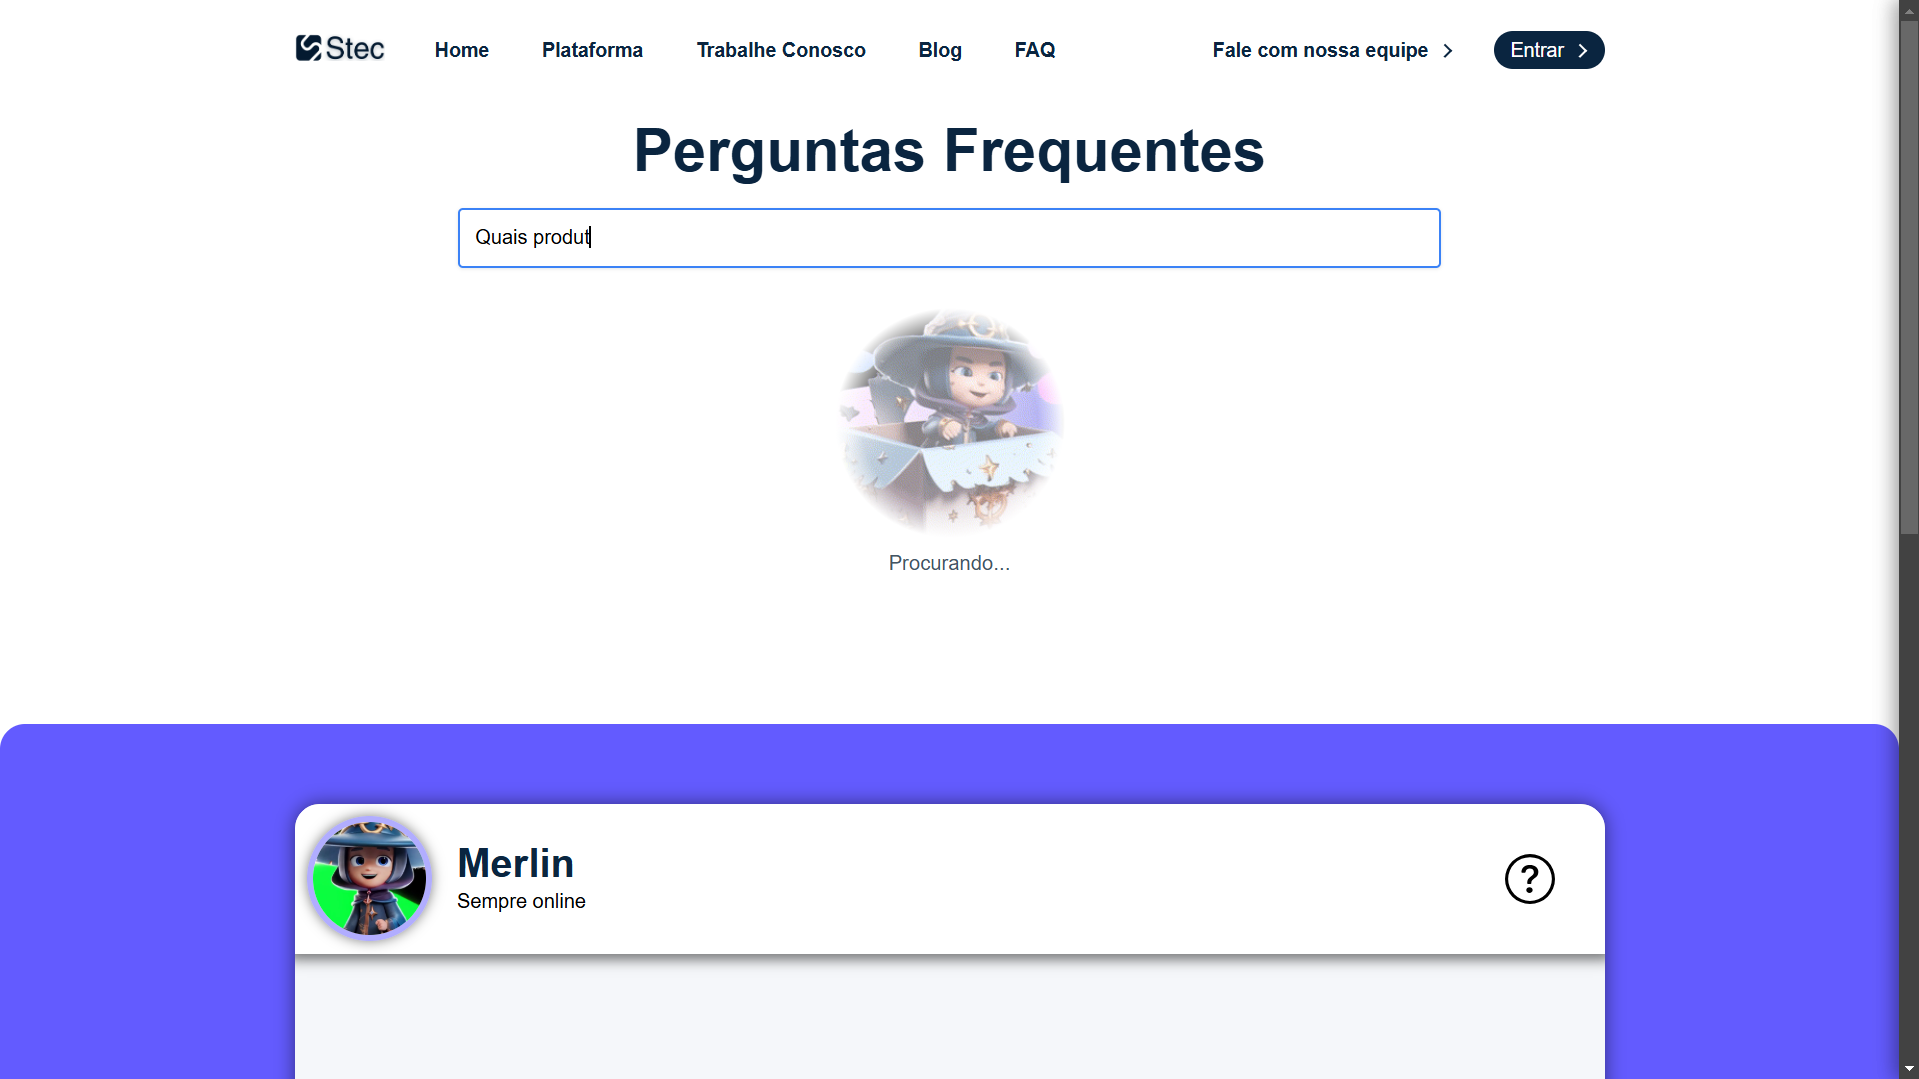 Stec
Home
Plataforma
Trabalhe Conosco
Blog
FAQ
Fale com nossa equipe
Entrar
Perguntas Frequentes
Quais produt
Procurando...
Merlin
Sempre online
?